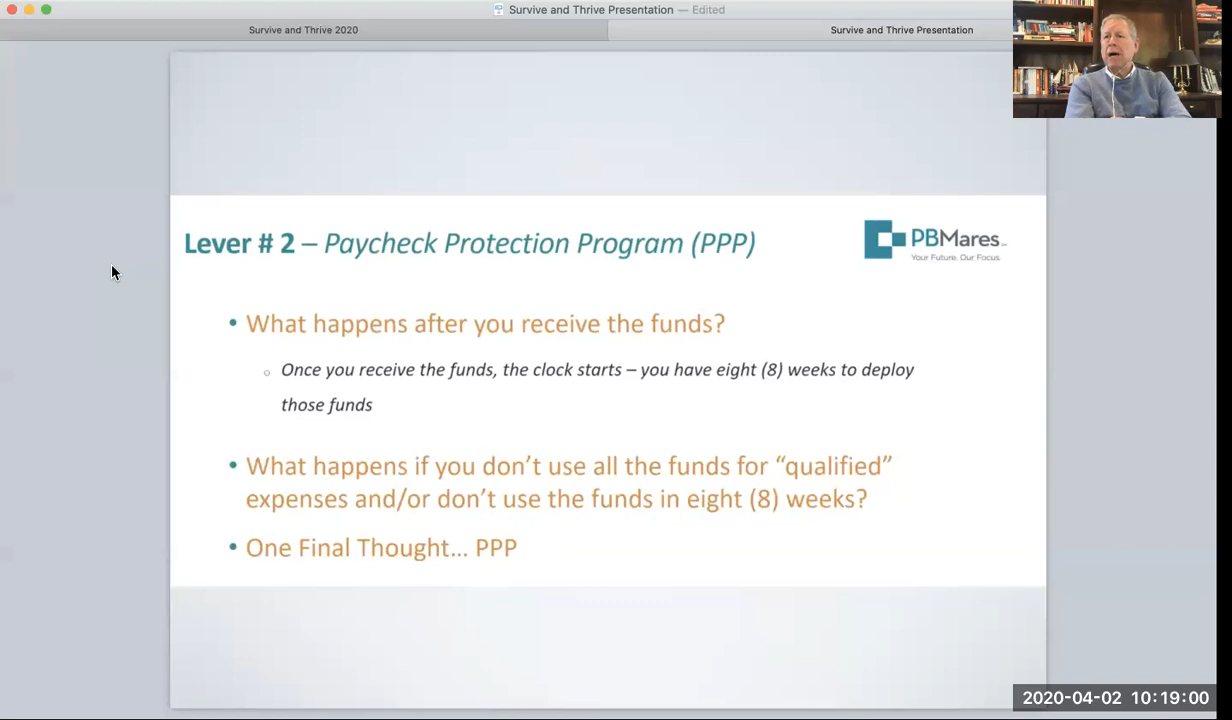 Survive and Thrive Presentation — Edited
Survive and Thrive 2020
Survive and Thrive Presentation
Lever # 2 – Paycheck Protection Program (PPP)
PBMares
Your Future. Our Focus.
• What happens after you receive the funds?
○ Once you receive the funds, the clock starts – you have eight (8) weeks to deploy
those funds
• What happens if you don’t use all the funds for “qualified”
expenses and/or don’t use the funds in eight (8) weeks?
• One Final Thought... PPP
2020-04-02 10:19:00